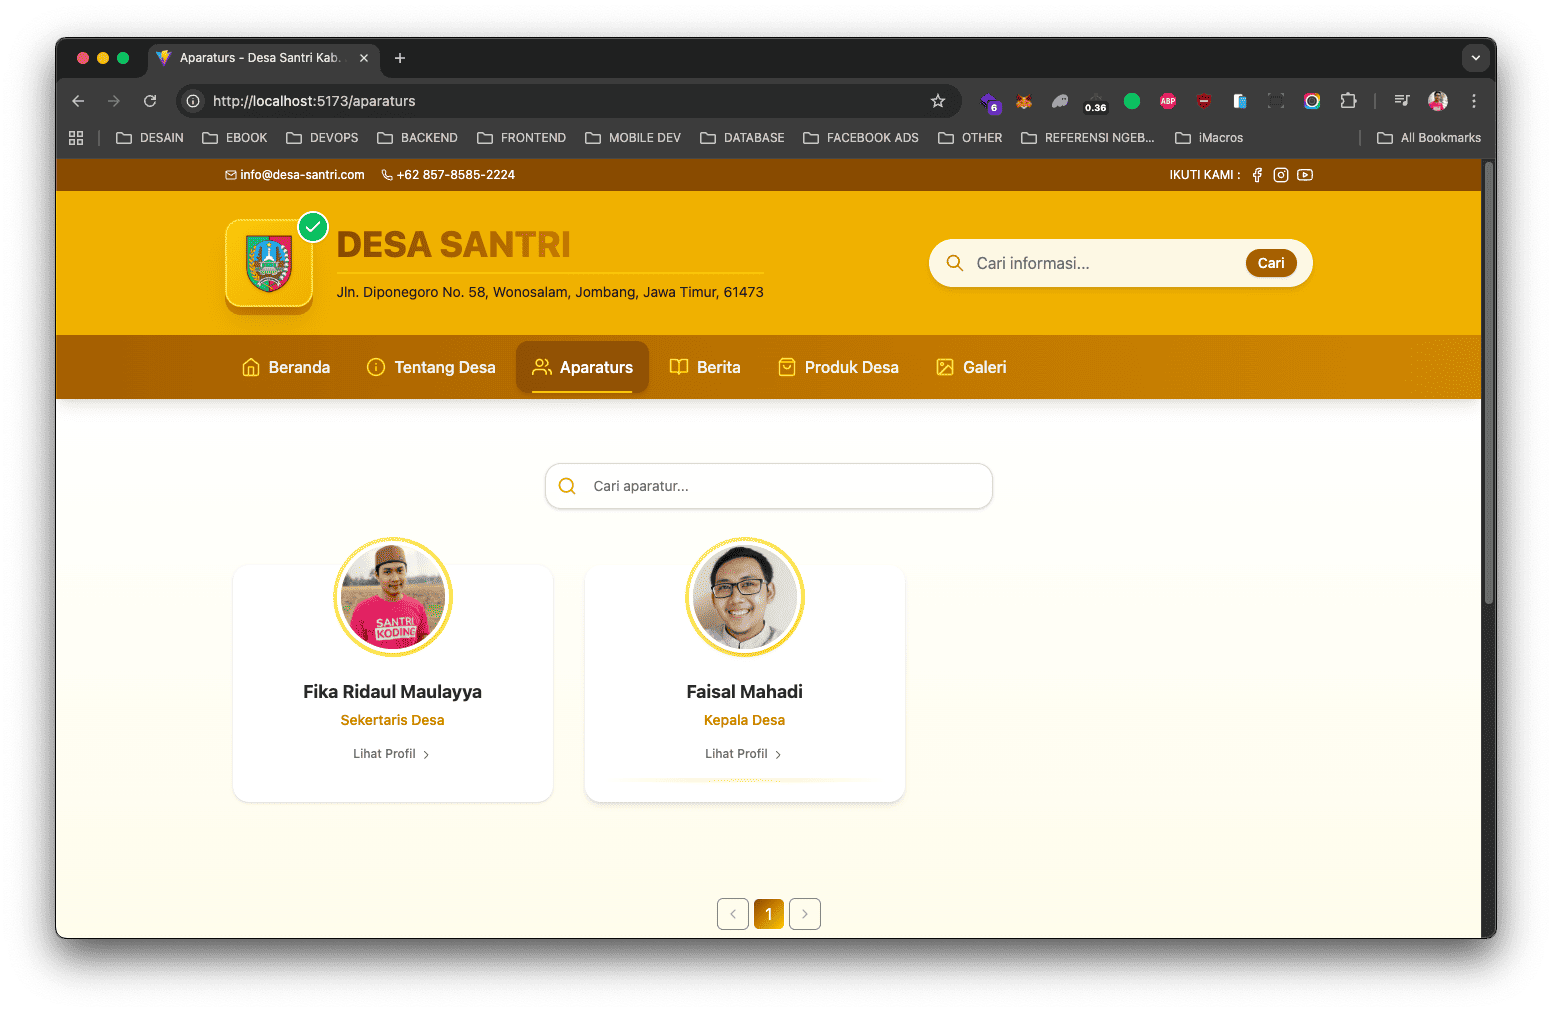 Aparaturs - Desa Santri Kab.
http://localhost:5173/aparaturs
6
0.36
ABP
DESAIN
EBOOK
DEVOPS
BACKEND
FRONTEND
MOBILE DEV
DATABASE
FACEBOOK ADS
OTHER
REFERENSI NGEB...
iMacros
All Bookmarks
info@desa-santri.com
+62 857-8585-2224
IKUTI KAMI :
DESA SANTRI
Jln. Diponegoro No. 58, Wonosalam, Jombang, Jawa Timur, 61473
Cari informasi...
Cari
Beranda
Tentang Desa
Aparaturs
Berita
Produk Desa
Galeri
Cari aparatur...
SANTRI
KODING
Fika Ridaul Maulayya
Sekertaris Desa
Lihat Profil
Faisal Mahadi
Kepala Desa
Lihat Profil
1